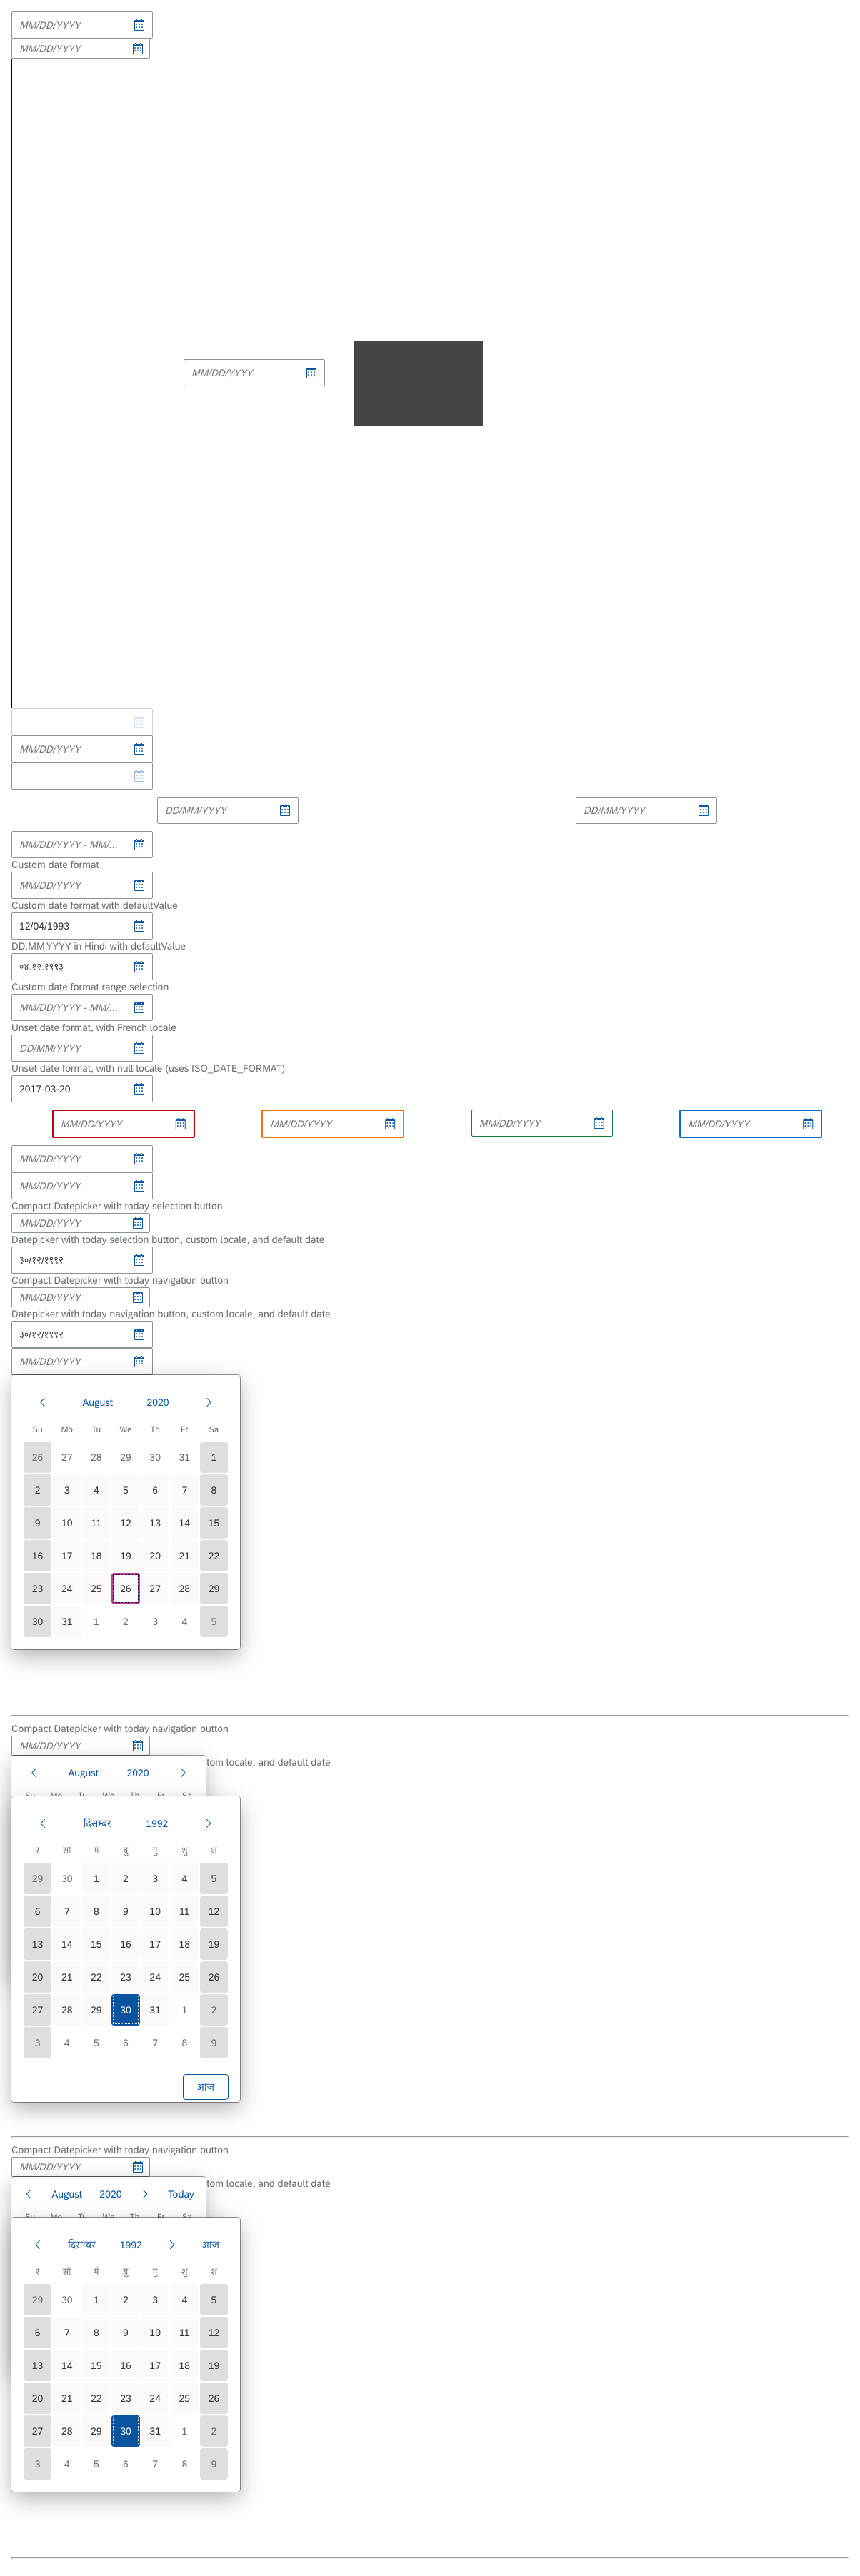 MM/DD/YYYY
MM/DD/YYYY
MM/DD/YYYY
MM/DD/YYYY
DD/MM/YYYY DD/MM/YYYY
MM/DD/YYYY - MM/...
Custom date format
MM/DD/YYYY
Custom date format with defaultValue
12/04/1993
DD.MM.YYYY in Hindi with defaultValue
०४.१२.१९९३
Custom date format range selection
MM/DD/YYYY - MM/...
Unset date format, with French locale
DD/MM/YYYY
Unset date format, with null locale (uses ISO_DATE_FORMAT)
2017-03-20
MM/DD/YYYY MM/DD/YYYY MM/DD/YYYY MM/DD/YYYY
MM/DD/YYYY
MM/DD/YYYY
Compact Datepicker with today selection button
MM/DD/YYYY
Datepicker with today selection button, custom locale, and default date
३०/१२/१९९२
Compact Datepicker with today navigation button
MM/DD/YYYY
Datepicker with today navigation button, custom locale, and default date
३०/१२/१९९२
MM/DD/YYYY
August 2020
Su Mo Tu We Th Fr Sa
26 27 28 29 30 31 1
2 3 4 5 6 7 8
9 10 11 12 13 14 15
16 17 18 19 20 21 22
23 24 25 26 27 28 29
30 31 1 2 3 4 5
Compact Datepicker with today navigation button
MM/DD/YYYY
tom locale, and default date
August 2020
Su Mo Tu We Th Fr Sa
दिसम्बर 1992
र सो मं बु गु शु श
29 30 1 2 3 4 5
6 7 8 9 10 11 12
13 14 15 16 17 18 19
20 21 22 23 24 25 26
27 28 29 30 31 1 2
3 4 5 6 7 8 9
आज
Compact Datepicker with today navigation button
MM/DD/YYYY
tom locale, and default date
August 2020 Today
Su Mo Tu We Th Fr Sa
दिसम्बर 1992 आज
र सो मं बु गु शु श
29 30 1 2 3 4 5
6 7 8 9 10 11 12
13 14 15 16 17 18 19
20 21 22 23 24 25 26
27 28 29 30 31 1 2
3 4 5 6 7 8 9